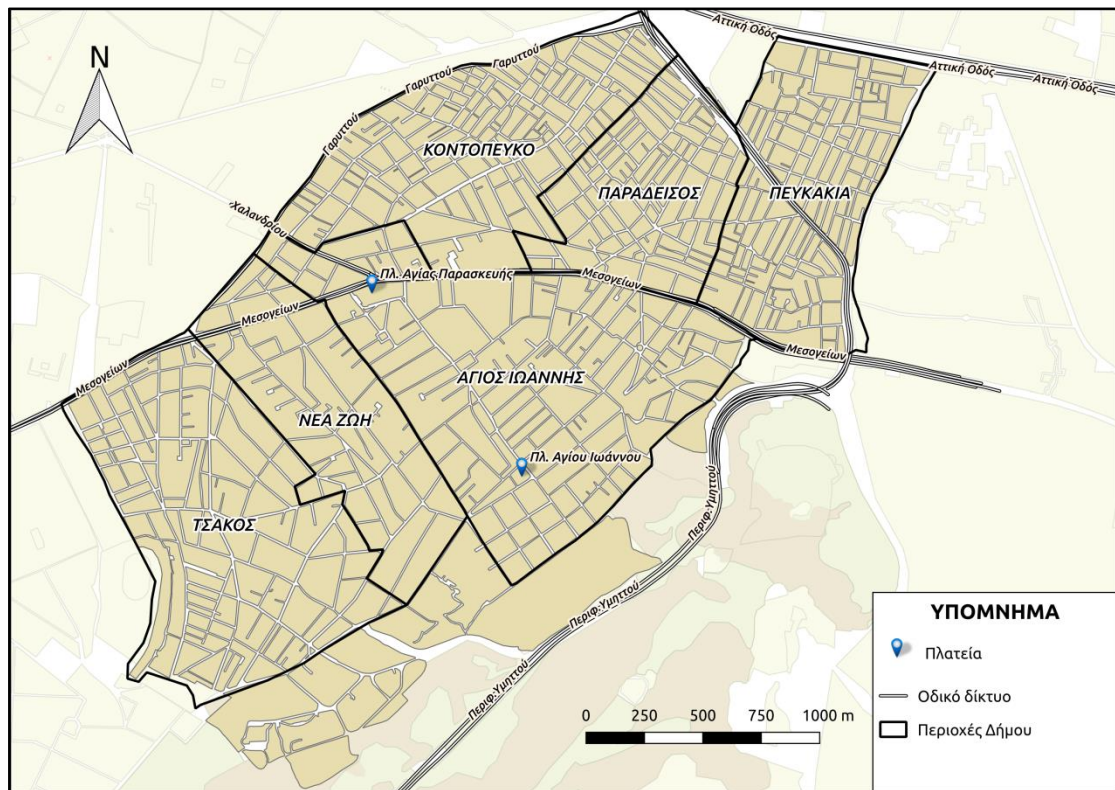 Αττική Οδός
Αττική Οδός
Αττική Οδός
N
Γαρυττού
Γαρυττού
Γαρυττού
ΚΟΝΤΟΠΕΥΚΟ
ΠΑΡΑΔΕΙΣΟΣ
ΠΕΥΚΑΚΙΑ
Χαλανδρίου
Πλ. Αγίας Παρασκευής
Μεσογείων
Μεσογείων
Μεσογείων
Μεσογείων
ΑΓΙΟΣ ΙΩΑΝΝΗΣ
ΝΕΑ ΖΩΗ
Πλ. Αγίου Ιωάννου
Περιφ.Υμηττού
ΤΣΑΚΟΣ
Περιφ.Υμηττού
Περιφ.Υμηττού
0 250 500 750 1000 m
ΥΠΟΜΝΗΜΑ
Πλατεία
Οδικό δίκτυο
Περιοχές Δήμου